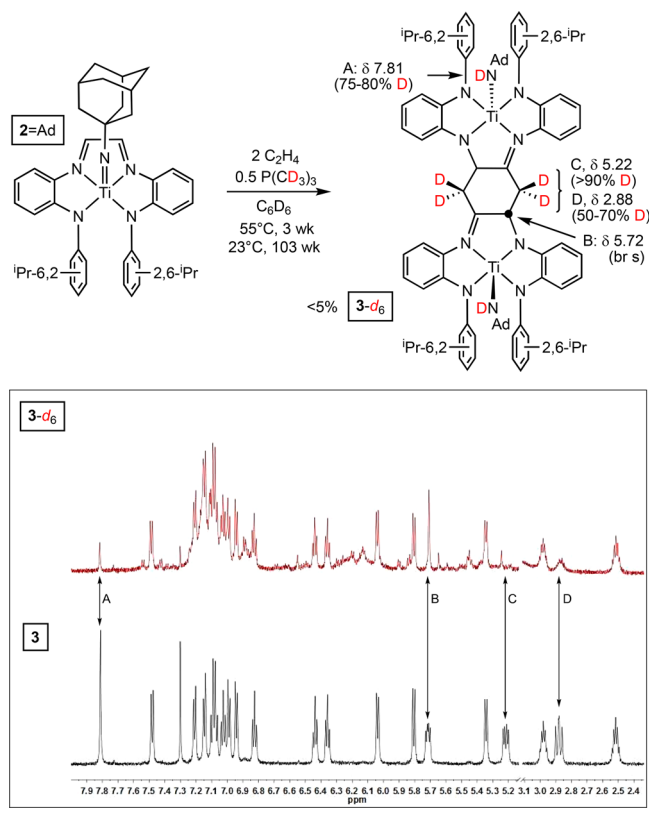 ⁱPr-6,2
2,6-ⁱPr
Ad
A: δ 7.81
(75-80% D)
DN
N
N
Ti
N
N
2=Ad
N
N
N
Ti
N
N
ⁱPr-6,2
2,6-ⁱPr
2 C₂H₄
0.5 P(CD₃)₃
C₆D₆
55°C, 3 wk
23°C, 103 wk
D
D
D
D
C, δ 5.22
(>90% D)
D, δ 2.88
(50-70% D)
B: δ 5.72
(br s)
N
N
Ti
N
N
DN
Ad
<5%
3-d₆
ⁱPr-6,2
2,6-ⁱPr
3-d₆
A
B
C
D
3
7.9 7.8 7.7 7.6 7.5 7.4 7.3 7.2 7.1 7.0 6.9 6.8 6.7 6.6 6.5 6.4 6.3 6.2 6.1 6.0 5.9 5.8 5.7 5.6 5.5 5.4 5.3 5.2 3.1 3.0 2.9 2.8 2.7 2.6 2.5 2.4
ppm